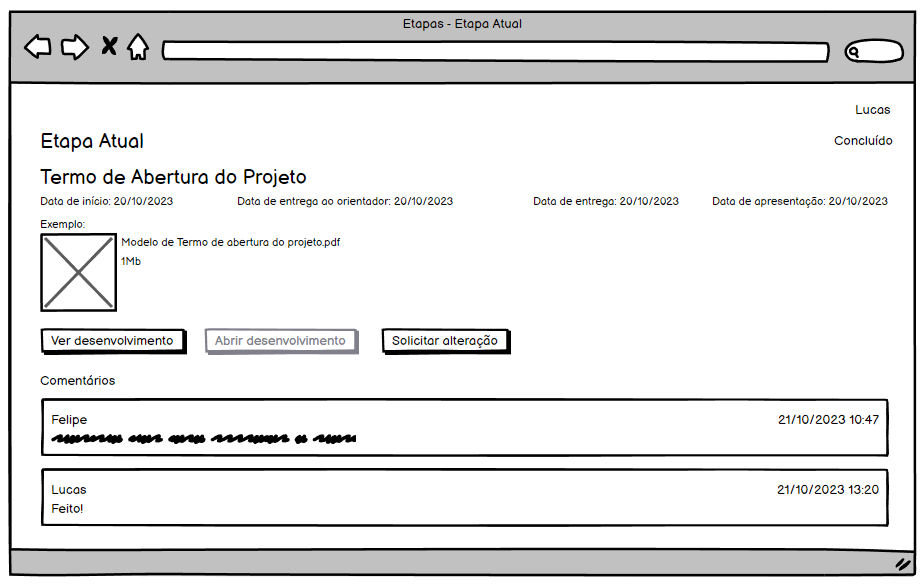 Etapas - Etapa Atual
Lucas
Etapa Atual
Concluído
Termo de Abertura do Projeto
Data de início: 20/10/2023 Data de entrega ao orientador: 20/10/2023 Data de entrega: 20/10/2023 Data de apresentação: 20/10/2023
Exemplo:
Modelo de Termo de abertura do projeto.pdf
1Mb
Ver desenvolvimento Abrir desenvolvimento Solicitar alteração
Comentários
Felipe 21/10/2023 10:47
Lucas 21/10/2023 13:20
Feito!